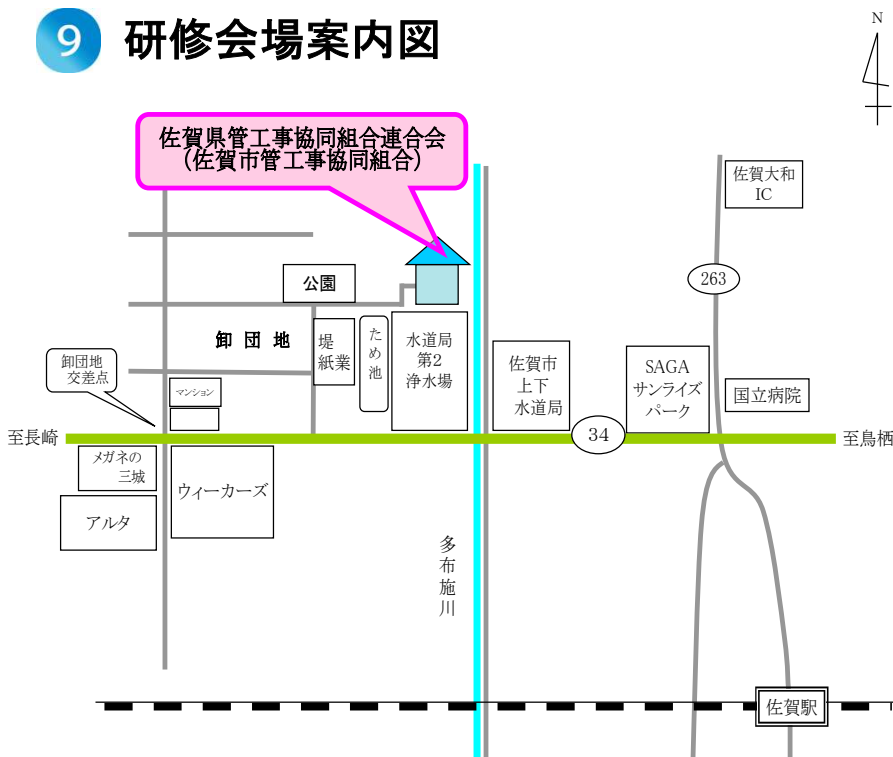 9 研修会場案内図
N
佐賀県管工事協同組合連合会
(佐賀市管工事協同組合)
佐賀大和
IC
263
公園
卸団地
堤
紙業
ため池
水道局
第2
浄水場
佐賀市
上下
水道局
SAGA
サンライズ
パーク
国立病院
卸団地
交差点
マンション
至長崎
34
至鳥栖
メガネの
三城
ウィーカーズ
アルタ
多布施川
佐賀駅